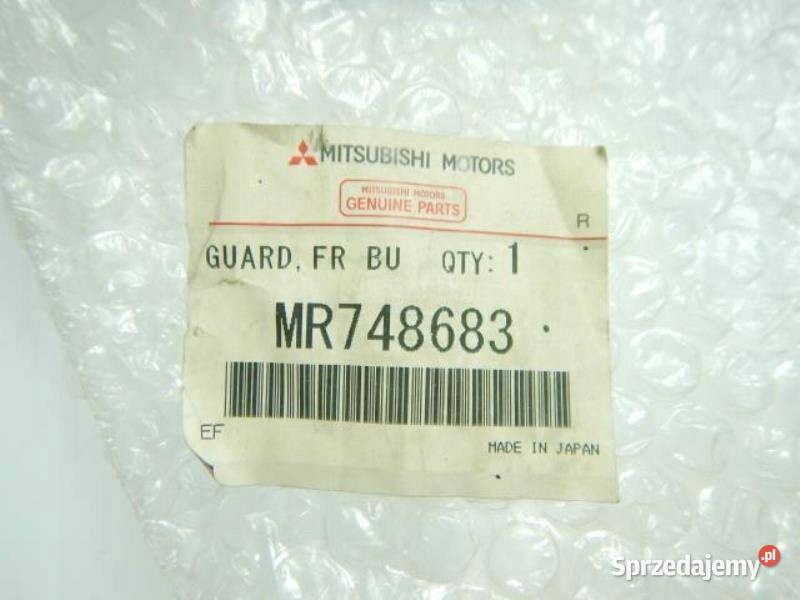 MITSUBISHI MOTORS
MITSUBISHI MOTORS
GENUINE PARTS
R
GUARD, FR BU QTY: 1
MR748683
EF
MADE IN JAPAN
Sprzedajemy.pl